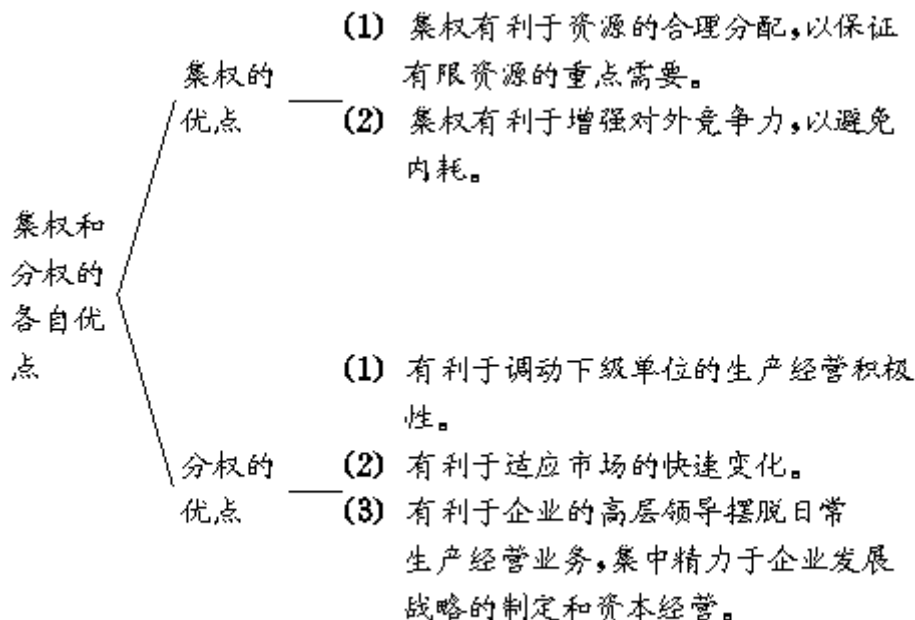 集权和
分权的
各自优
点
集权的
优点
(1) 集权有利于资源的合理分配,以保证
有限资源的重点需要。
(2) 集权有利于增强对外竞争力,以避免
内耗。
分权的
优点
(1) 有利于调动下级单位的生产经营积极
性。
(2) 有利于适应市场的快速变化。
(3) 有利于企业的高层领导摆脱日常
生产经营业务,集中精力于企业发展
战略的制定和资本经营。